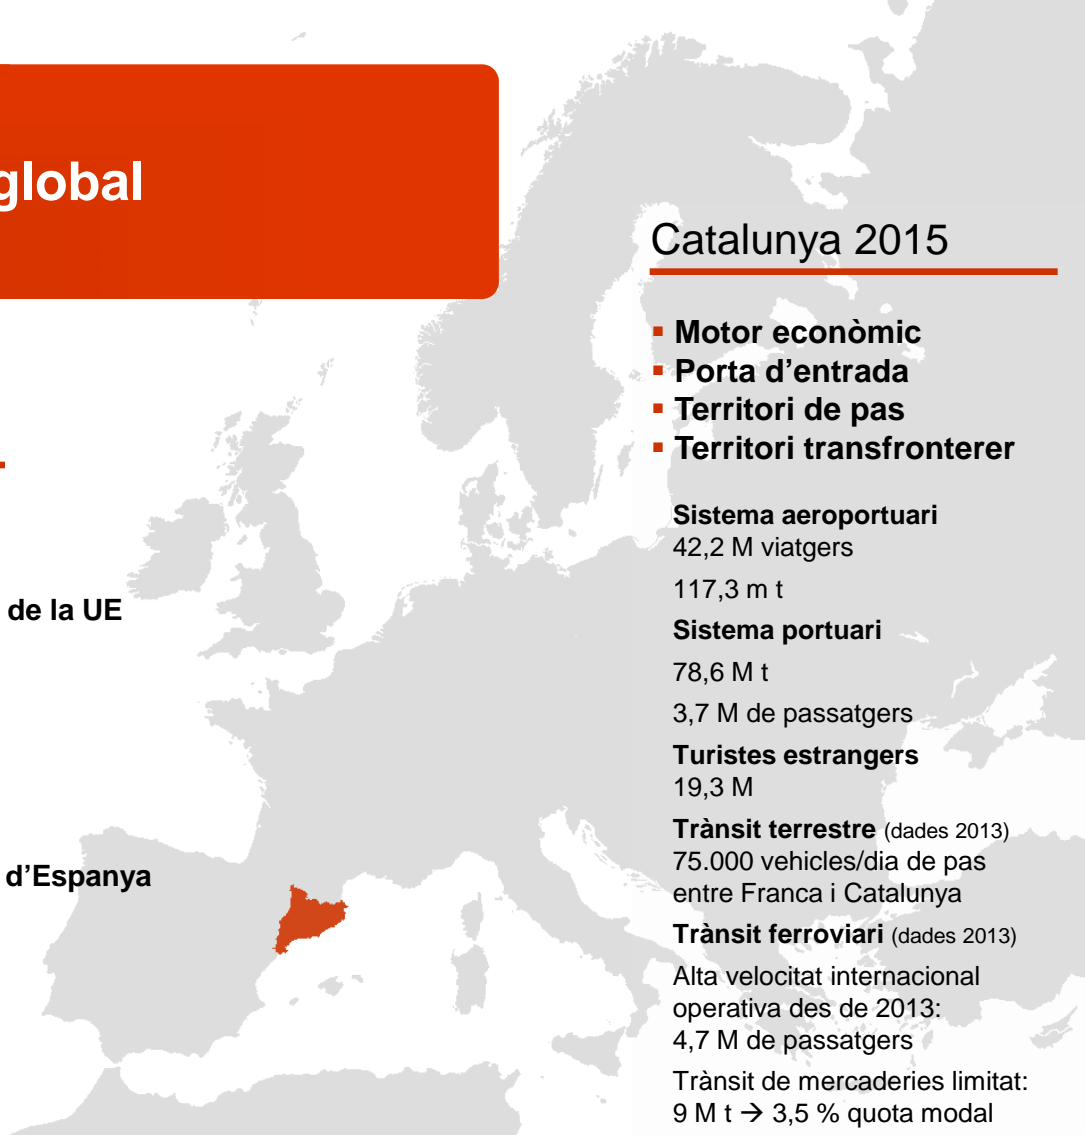 global
Catalunya 2015
▪ Motor econòmic
▪ Porta d’entrada
▪ Territori de pas
▪ Territori transfronterer
Sistema aeroportuari
42,2 M viatgers
117,3 m t
Sistema portuari
78,6 M t
3,7 M de passatgers
Turistes estrangers
19,3 M
Trànsit terrestre (dades 2013)
75.000 vehicles/dia de pas
entre Franca i Catalunya
Trànsit ferroviari (dades 2013)
Alta velocitat internacional
operativa des de 2013:
4,7 M de passatgers
Trànsit de mercaderies limitat:
9 M t → 3,5 % quota modal
de la UE
d’Espanya